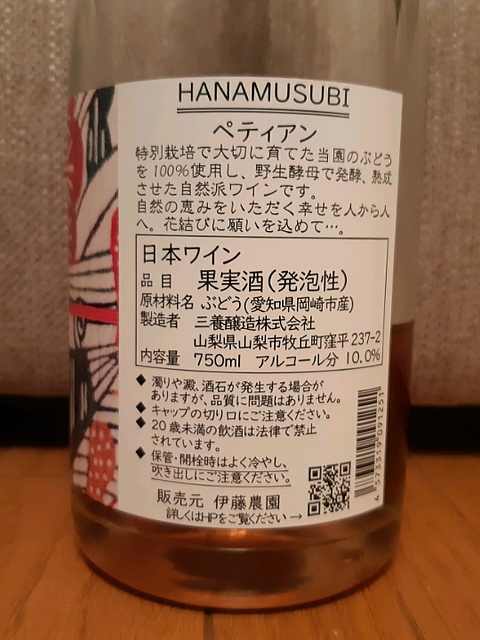 HANAMUSUBI
ペティアン
特別栽培で大切に育てた当園のぶどう
を100%使用し、野生酵母で発酵、熟成
させた自然派ワインです。
自然の恵みをいただく幸せを人から人
へ。花結びに願いを込めて…。
日本ワイン
品目 果実酒(発泡性)
原材料名 ぶどう(愛知県岡崎市産)
製造者 三養醸造株式会社
山梨県山梨市牧丘町窪平237-2
内容量 750ml アルコール分 10.0%
◆ 濁りや澱、酒石が発生する場合が
ありますが、品質に問題はありません。
◆ キャップの切り口にご注意ください。
◆ 20歳未満の飲酒は法律で禁止
されています。
◆ 保管・開栓時はよく冷やし、
吹き出しにご注意ください。
販売元 伊藤農園
詳しくはHPをご覧ください→
4573319091251